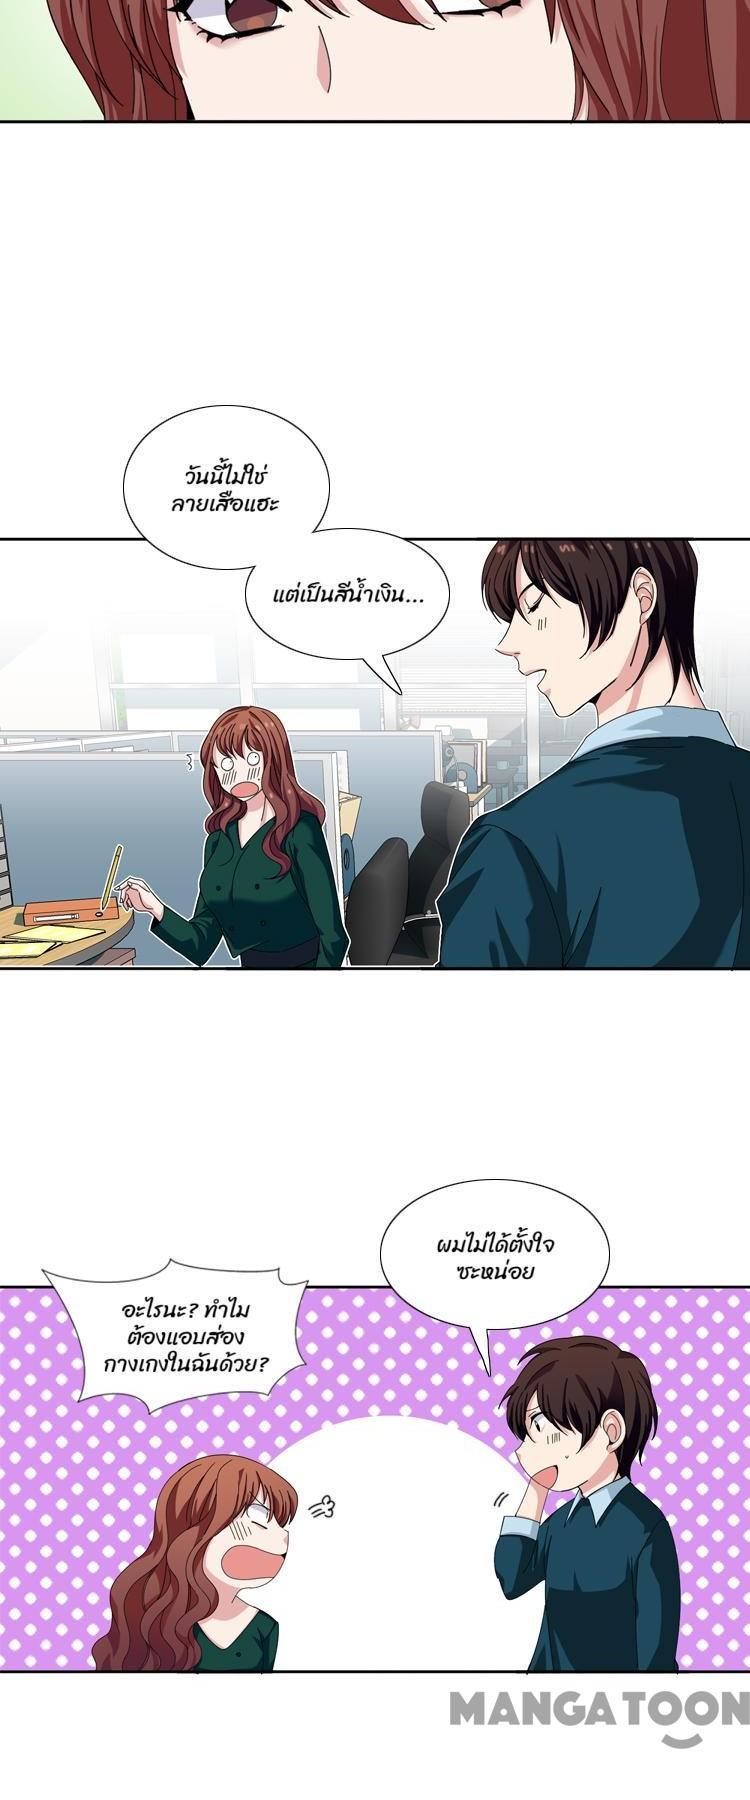 วันนี้ไม่ใช่
ลายเสือแฮะ
แต่เป็นสีน้ำเงิน...
ผมไม่ได้ตั้งใจ
ซะหน่อย
อะไรนะ? ทำไม
ต้องแอบส่อง
กางเกงในฉันด้วย?
MANGATOON